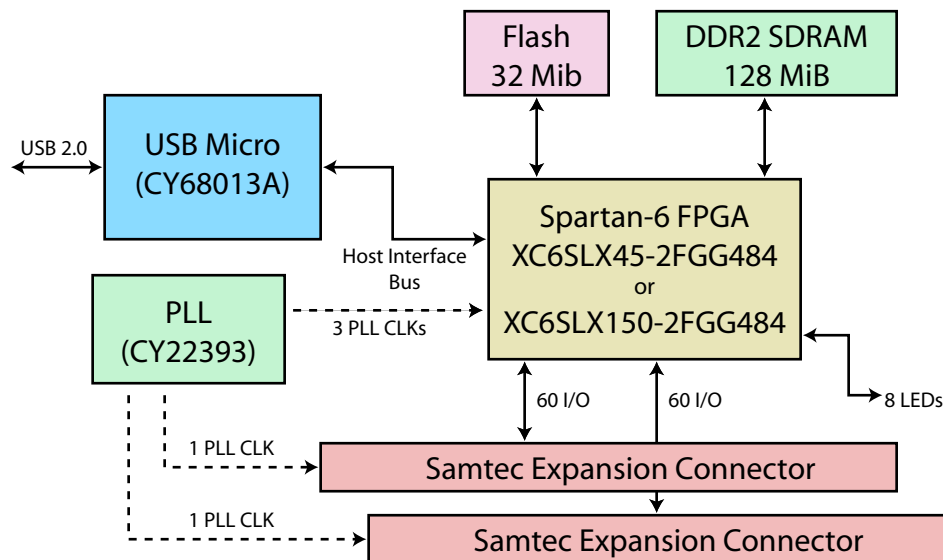 Flash
32 Mib
DDR2 SDRAM
128 MiB
USB 2.0
USB Micro
(CY68013A)
Host Interface
Bus
Spartan-6 FPGA
XC6SLX45-2FGG484
or
XC6SLX150-2FGG484
PLL
(CY22393)
3 PLL CLKs
60 I/O
60 I/O
8 LEDs
1 PLL CLK
Samtec Expansion Connector
1 PLL CLK
Samtec Expansion Connector